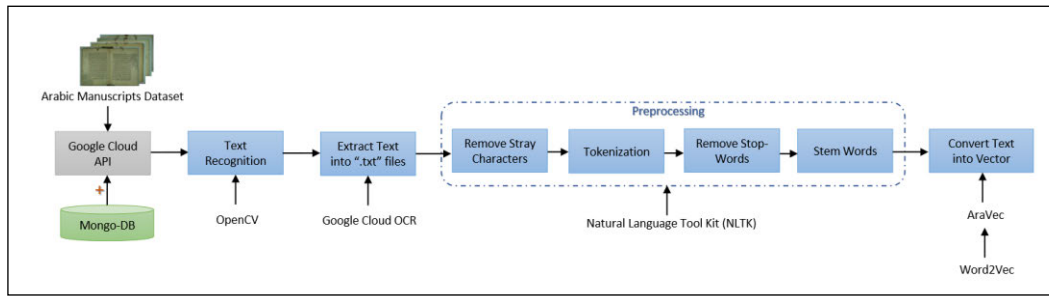 Arabic Manuscripts Dataset
Google Cloud
API
+
Mongo-DB
Text
Recognition
OpenCV
Extract Text
into ".txt" files
Google Cloud OCR
Preprocessing
Remove Stray
Characters
Tokenization
Remove Stop-
Words
Stem Words
Natural Language Tool Kit (NLTK)
Convert Text
into Vector
AraVec
Word2Vec